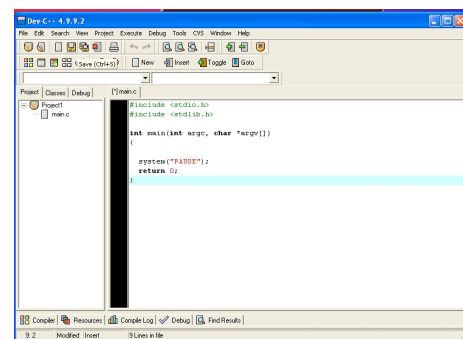 Dev-C++ 4.9.9.2
File Edit Search View Project Execute Debug Tools CVS Window Help
Save (Ctrl+S)
New Insert Toggle Goto
Project Classes Debug
[*] main.c
Project1
main.c
#include <stdio.h>
#include <stdlib.h>
int main(int argc, char *argv[])
{
system("PAUSE");
return 0;
}
Compiler Resources Compile Log Debug Find Results
9: 2 Modified Insert 9 Lines in file